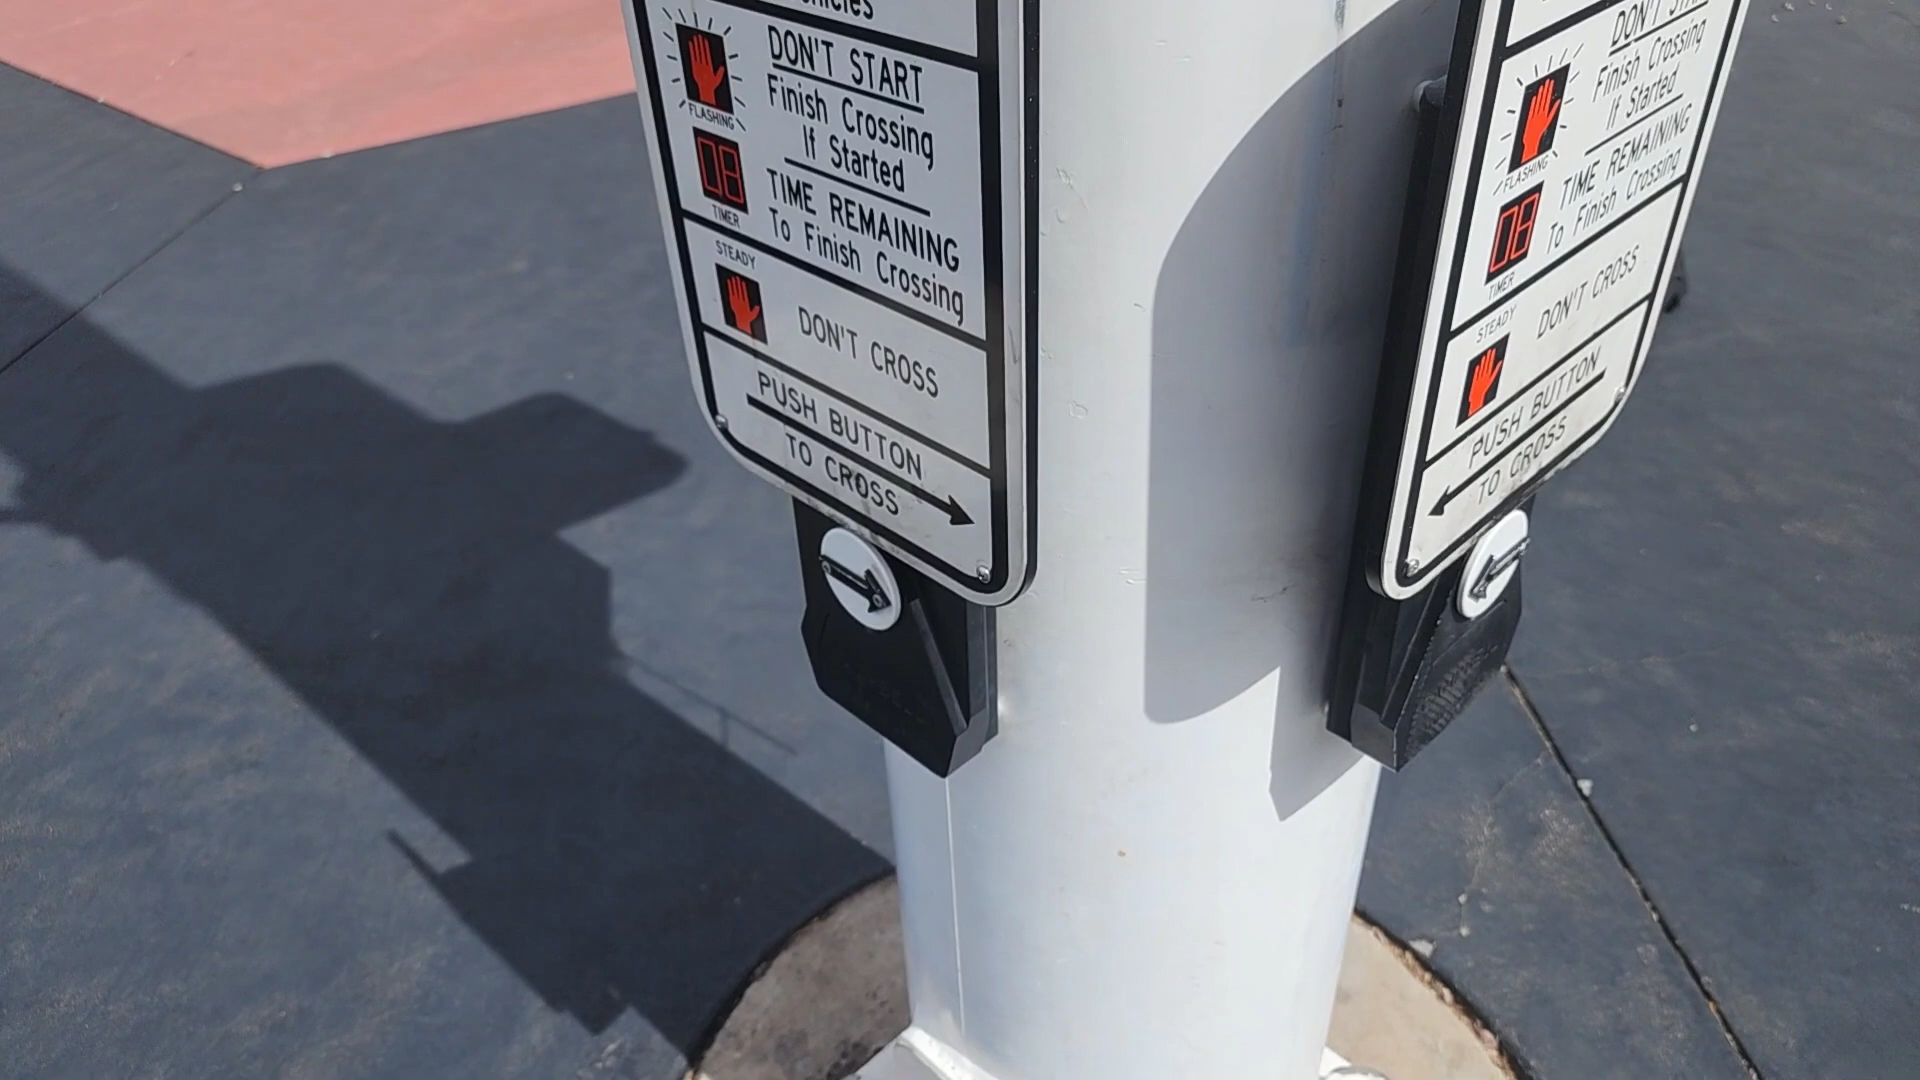 DON'T START
Finish Crossing
If Started
FLASHING
08
TIME REMAINING
To Finish Crossing
TIMER
STEADY
DON'T CROSS
PUSH BUTTON
TO CROSS
Finish Crossing
If Started
FLASHING
08
TIME REMAINING
To Finish Crossing
TIMER
STEADY
DON'T CROSS
PUSH BUTTON
TO CROSS